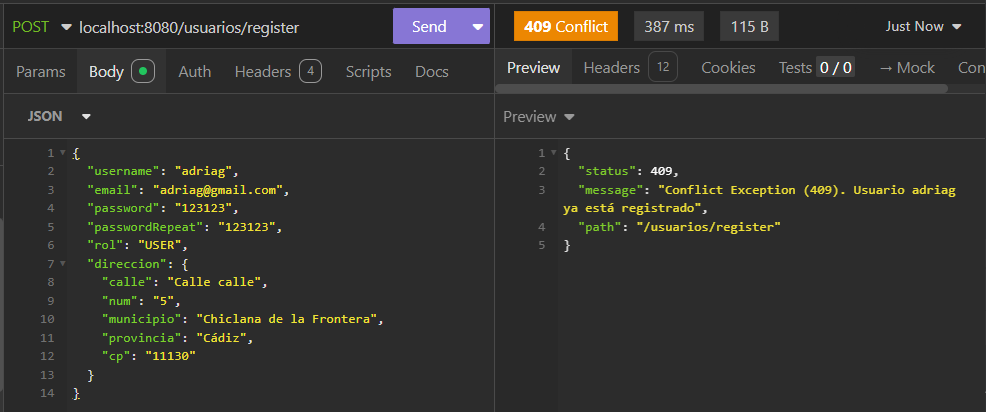 POST localhost:8080/usuarios/register Send
Params Body Auth Headers 4 Scripts Docs
JSON
1 {
2 "username": "adriag",
3 "email": "adriag@gmail.com",
4 "password": "123123",
5 "passwordRepeat": "123123",
6 "rol": "USER",
7 "direccion": {
8 "calle": "Calle calle",
9 "num": "5",
10 "municipio": "Chiclana de la Frontera",
11 "provincia": "Cádiz",
12 "cp": "11130"
13 }
14 }
409 Conflict 387 ms 115 B Just Now
Preview Headers 12 Cookies Tests 0 / 0 → Mock Con
Preview
1 {
2 "status": 409,
3 "message": "Conflict Exception (409). Usuario adriag
ya está registrado",
4 "path": "/usuarios/register"
5 }